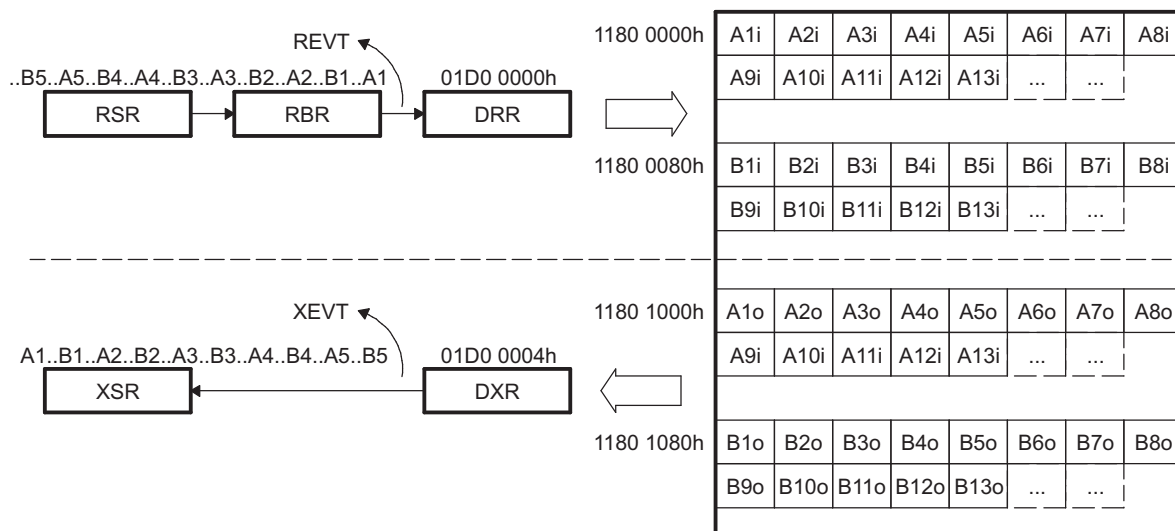 REVT
..B5..A5..B4..A4..B3..A3..B2..A2..B1..A1
01D0 0000h
RSR
RBR
DRR
1180 0000h
A1i A2i A3i A4i A5i A6i A7i A8i
A9i A10i A11i A12i A13i ... ...
1180 0080h
B1i B2i B3i B4i B5i B6i B7i B8i
B9i B10i B11i B12i B13i ... ...
XEVT
A1..B1..A2..B2..A3..B3..A4..B4..A5..B5
01D0 0004h
XSR
DXR
1180 1000h
A1o A2o A3o A4o A5o A6o A7o A8o
A9i A10i A11i A12i A13i ... ...
1180 1080h
B1o B2o B3o B4o B5o B6o B7o B8o
B9o B10o B11o B12o B13o ... ...